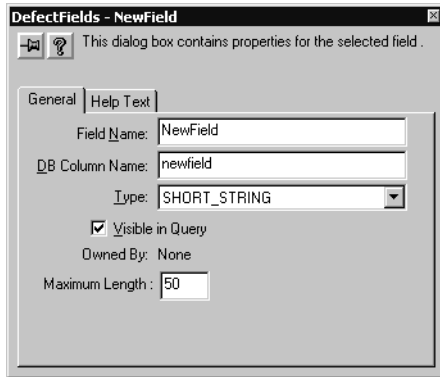 DefectFields - NewField
This dialog box contains properties for the selected field .
General Help Text
Field Name: NewField
DB Column Name: newfield
Type: SHORT_STRING
Visible in Query
Owned By: None
Maximum Length : 50